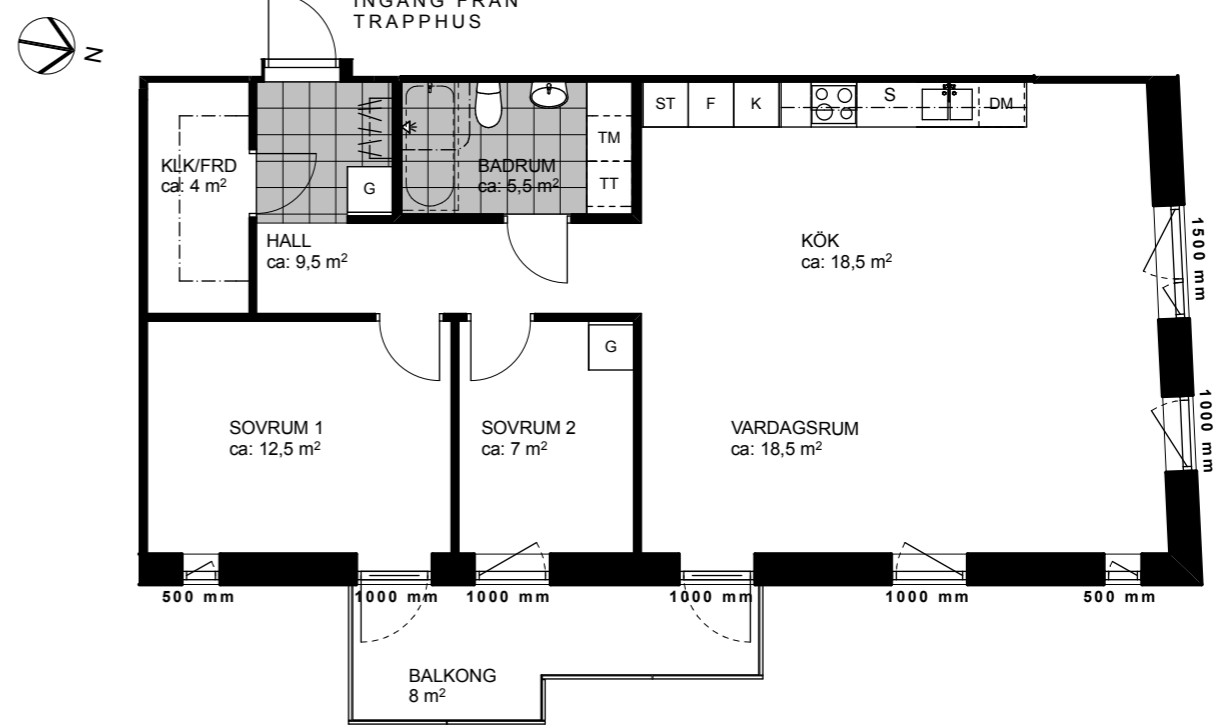 INGÅNG FRÅN
TRAPPHUS
N
ST F K S DM
KLK/FRD
ca: 4 m²
G
BADRUM
ca: 5,5 m²
TM
TT
HALL
ca: 9,5 m²
KÖK
ca: 18,5 m²
1500 mm
G
SOVRUM 1
ca: 12,5 m²
SOVRUM 2
ca: 7 m²
VARDAGSRUM
ca: 18,5 m²
1000 mm
500 mm 1000 mm 1000 mm 1000 mm 1000 mm 500 mm
BALKONG
8 m²